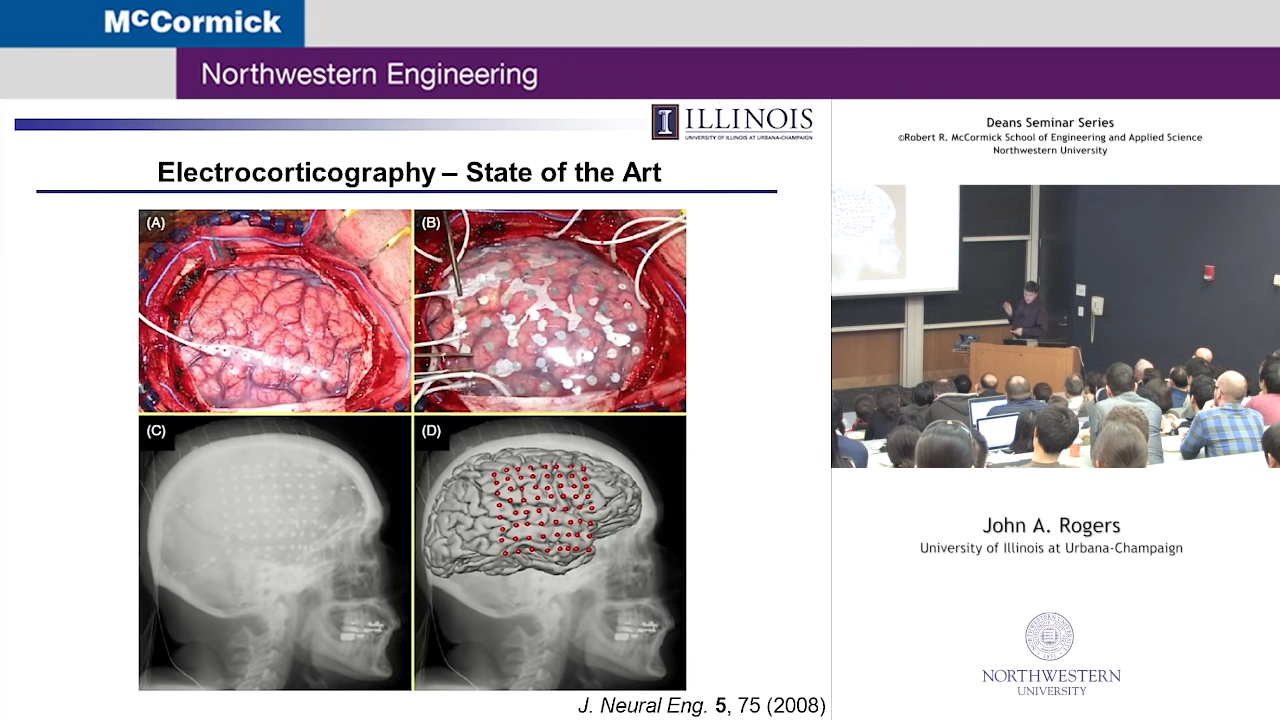 McCormick
Northwestern Engineering
ILLINOIS
UNIVERSITY OF ILLINOIS AT URBANA-CHAMPAIGN
Electrocorticography – State of the Art
(A)
(B)
(C)
(D)
J. Neural Eng. 5, 75 (2008)
Deans Seminar Series
©Robert R. McCormick School of Engineering and Applied Science
Northwestern University
John A. Rogers
University of Illinois at Urbana-Champaign
NORTHWESTERN
UNIVERSITY